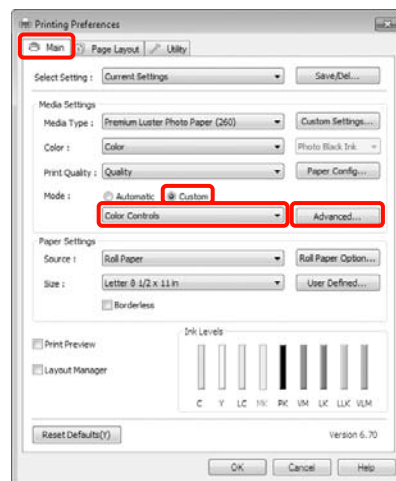 Printing Preferences
Main Page Layout Utility
Select Setting : Current Settings Save/Del...
Media Settings
Media Type : Premium Luster Photo Paper (260) Custom Settings...
Color : Color Photo Black Ink
Print Quality : Quality Paper Config...
Mode : Automatic Custom
Color Controls Advanced...
Paper Settings
Source : Roll Paper Roll Paper Option...
Size : Letter 8 1/2 x 11 in User Defined...
Borderless
Ink Levels
Print Preview
Layout Manager
C Y LC MK PK VM LK LLK VLM
Reset Defaults(Y) Version 6.70
OK Cancel Help